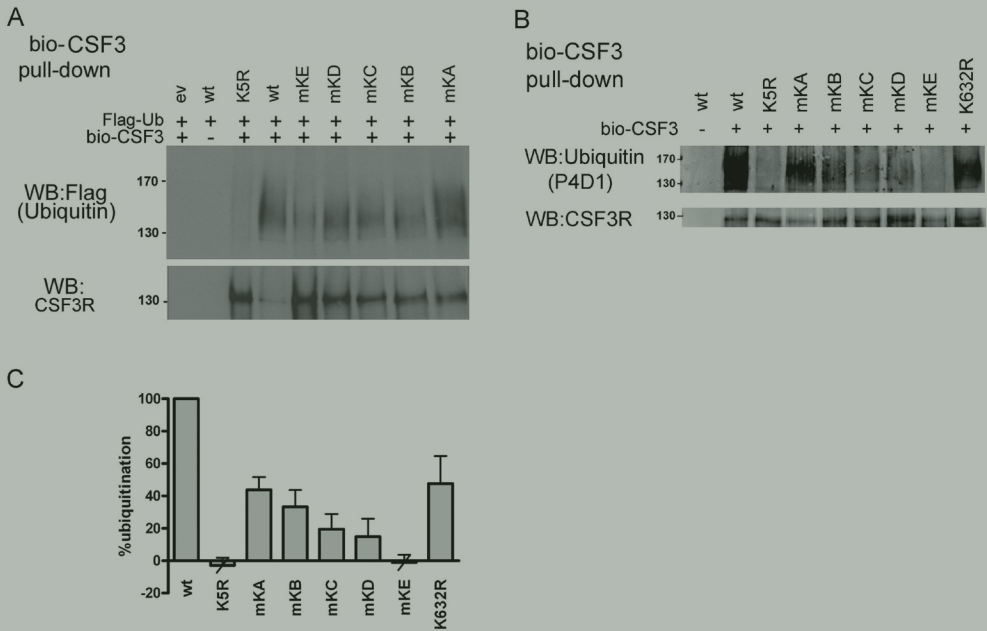 A
bio-CSF3
pull-down
ev wt K5R wt mKE mKD mKC mKB mKA
Flag-Ub + + + + + + + + +
bio-CSF3 + - + + + + + + +
WB:Flag
(Ubiquitin)
170
130
WB:
CSF3R
130
B
bio-CSF3
pull-down
wt wt K5R mKA mKB mKC mKD mKE K632R
bio-CSF3 - + + + + + + + +
WB:Ubiquitin
(P4D1)
170
130
WB:CSF3R
130
C
%ubiquitination
100
80
60
40
20
0
-20
wt K5R mKA mKB mKC mKD mKE K632R